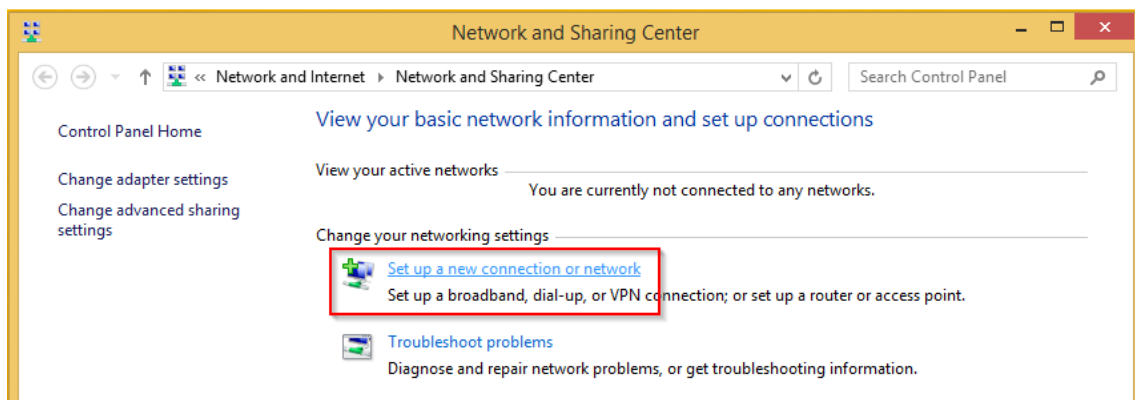 Network and Sharing Center
« Network and Internet Network and Sharing Center
Search Control Panel
Control Panel Home
View your basic network information and set up connections
Change adapter settings
Change advanced sharing
settings
View your active networks
You are currently not connected to any networks.
Change your networking settings
Set up a new connection or network
Set up a broadband, dial-up, or VPN connection; or set up a router or access point.
Troubleshoot problems
Diagnose and repair network problems, or get troubleshooting information.